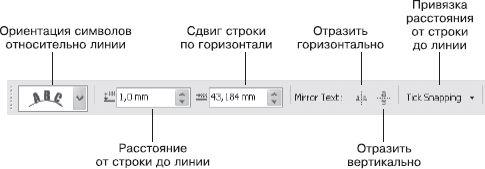 Привязка
расстояния
от строки
до линии
Ориентация символов
относительно линии
Сдвиг строки
по горизонтали
Отразить
горизонтально
ABC
1,0 mm
43,184 mm
Mirror Text:
Tick Snapping
Расстояние
от строки до линии
Отразить
вертикально